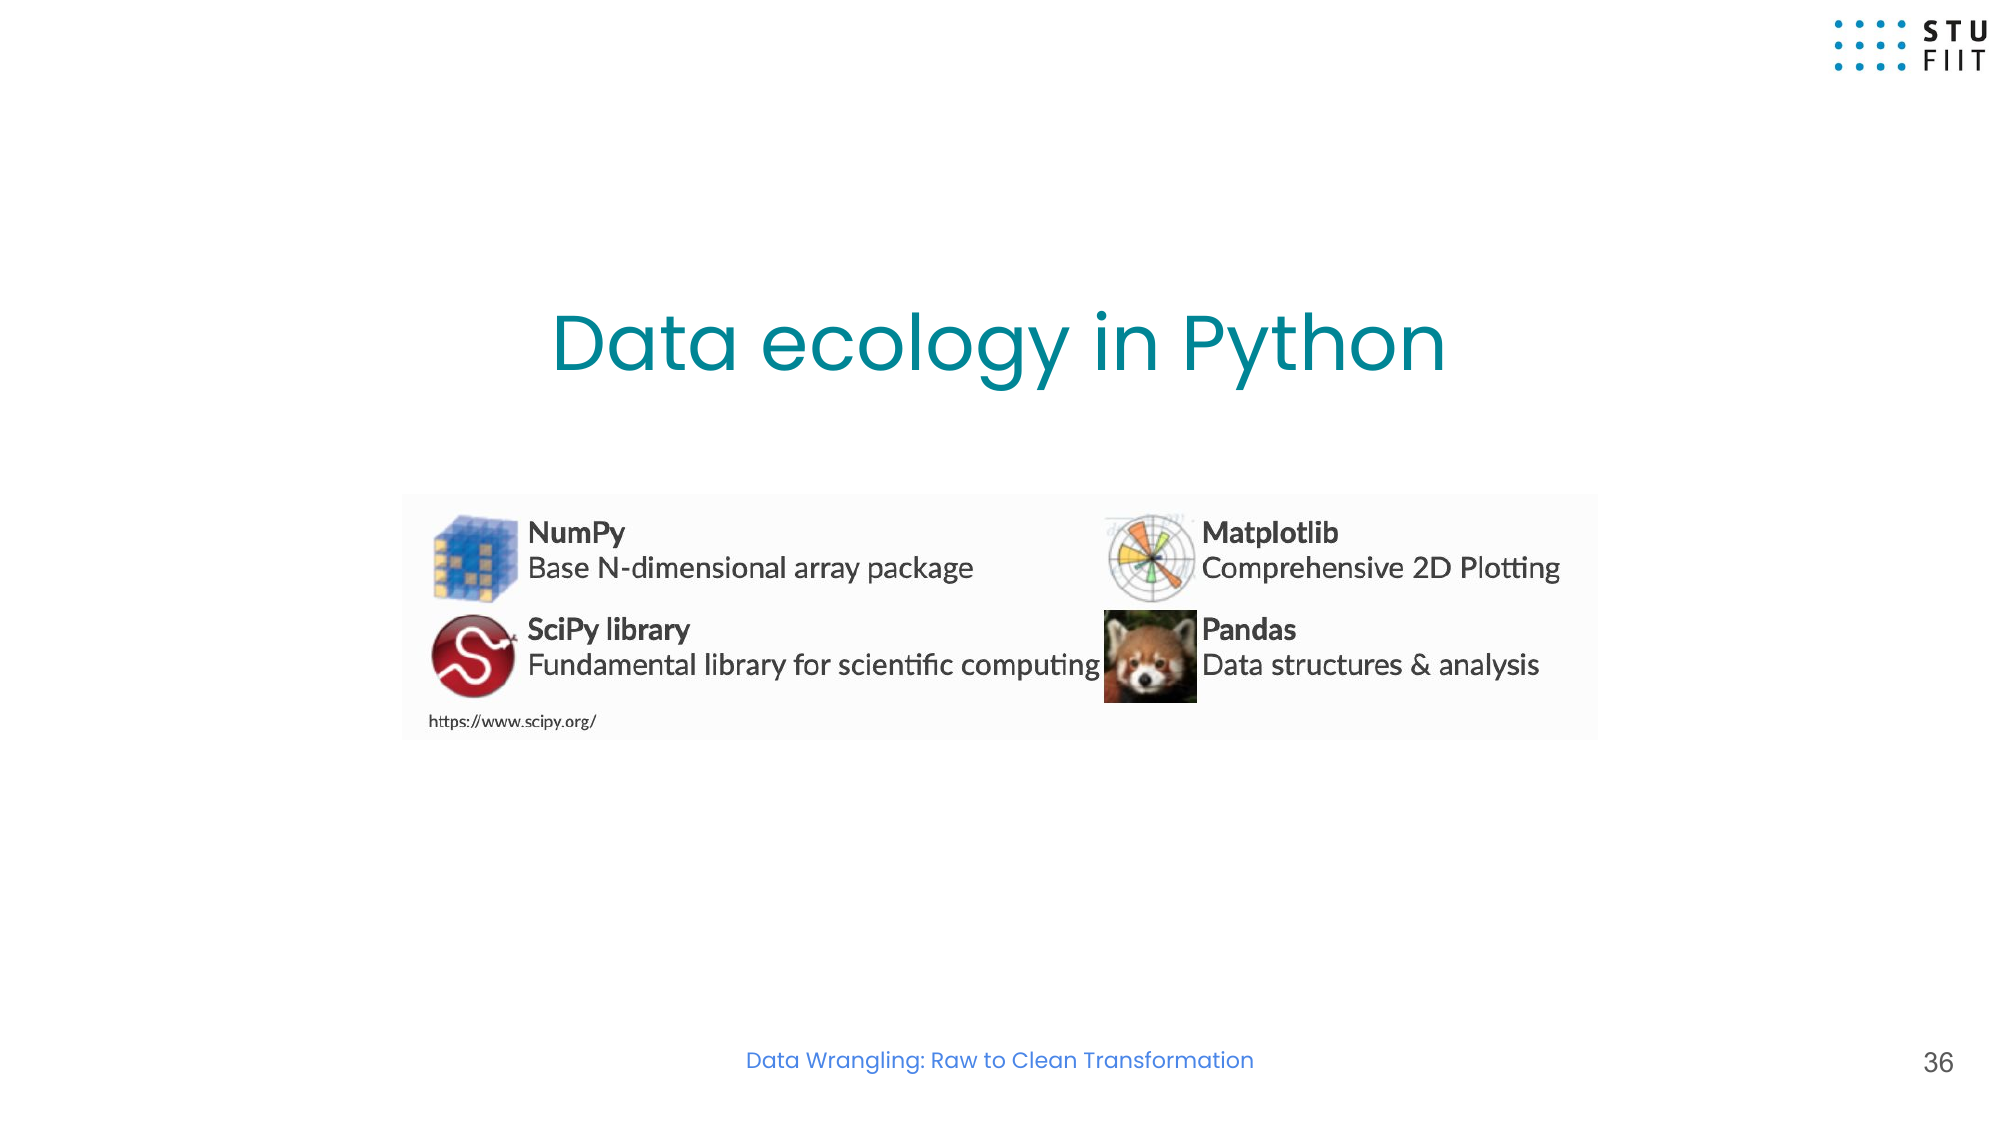 STU
FIIT
Data ecology in Python
NumPy
Base N-dimensional array package
SciPy library
Fundamental library for scientific computing
https://www.scipy.org/
Matplotlib
Comprehensive 2D Plotting
Pandas
Data structures & analysis
Data Wrangling: Raw to Clean Transformation
36